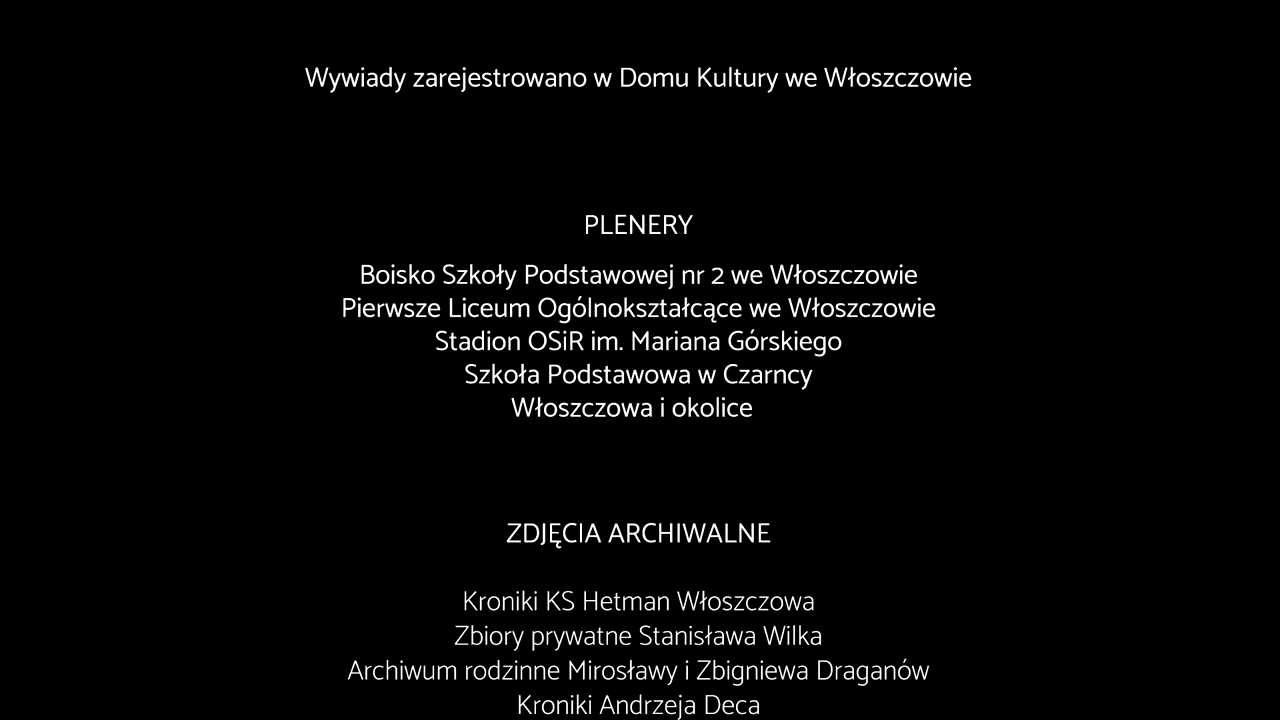 Wywiady zarejestrowano w Domu Kultury we Włoszczowie
PLENERY
Boisko Szkoły Podstawowej nr 2 we Włoszczowie
Pierwsze Liceum Ogólnokształcące we Włoszczowie
Stadion OSiR im. Mariana Górskiego
Szkoła Podstawowa w Czarncy
Włoszczowa i okolice
ZDJĘCIA ARCHIWALNE
Kroniki KS Hetman Włoszczowa
Zbiory prywatne Stanisława Wilka
Archiwum rodzinne Mirosławy i Zbigniewa Draganów
Kroniki Andrzeja Deca